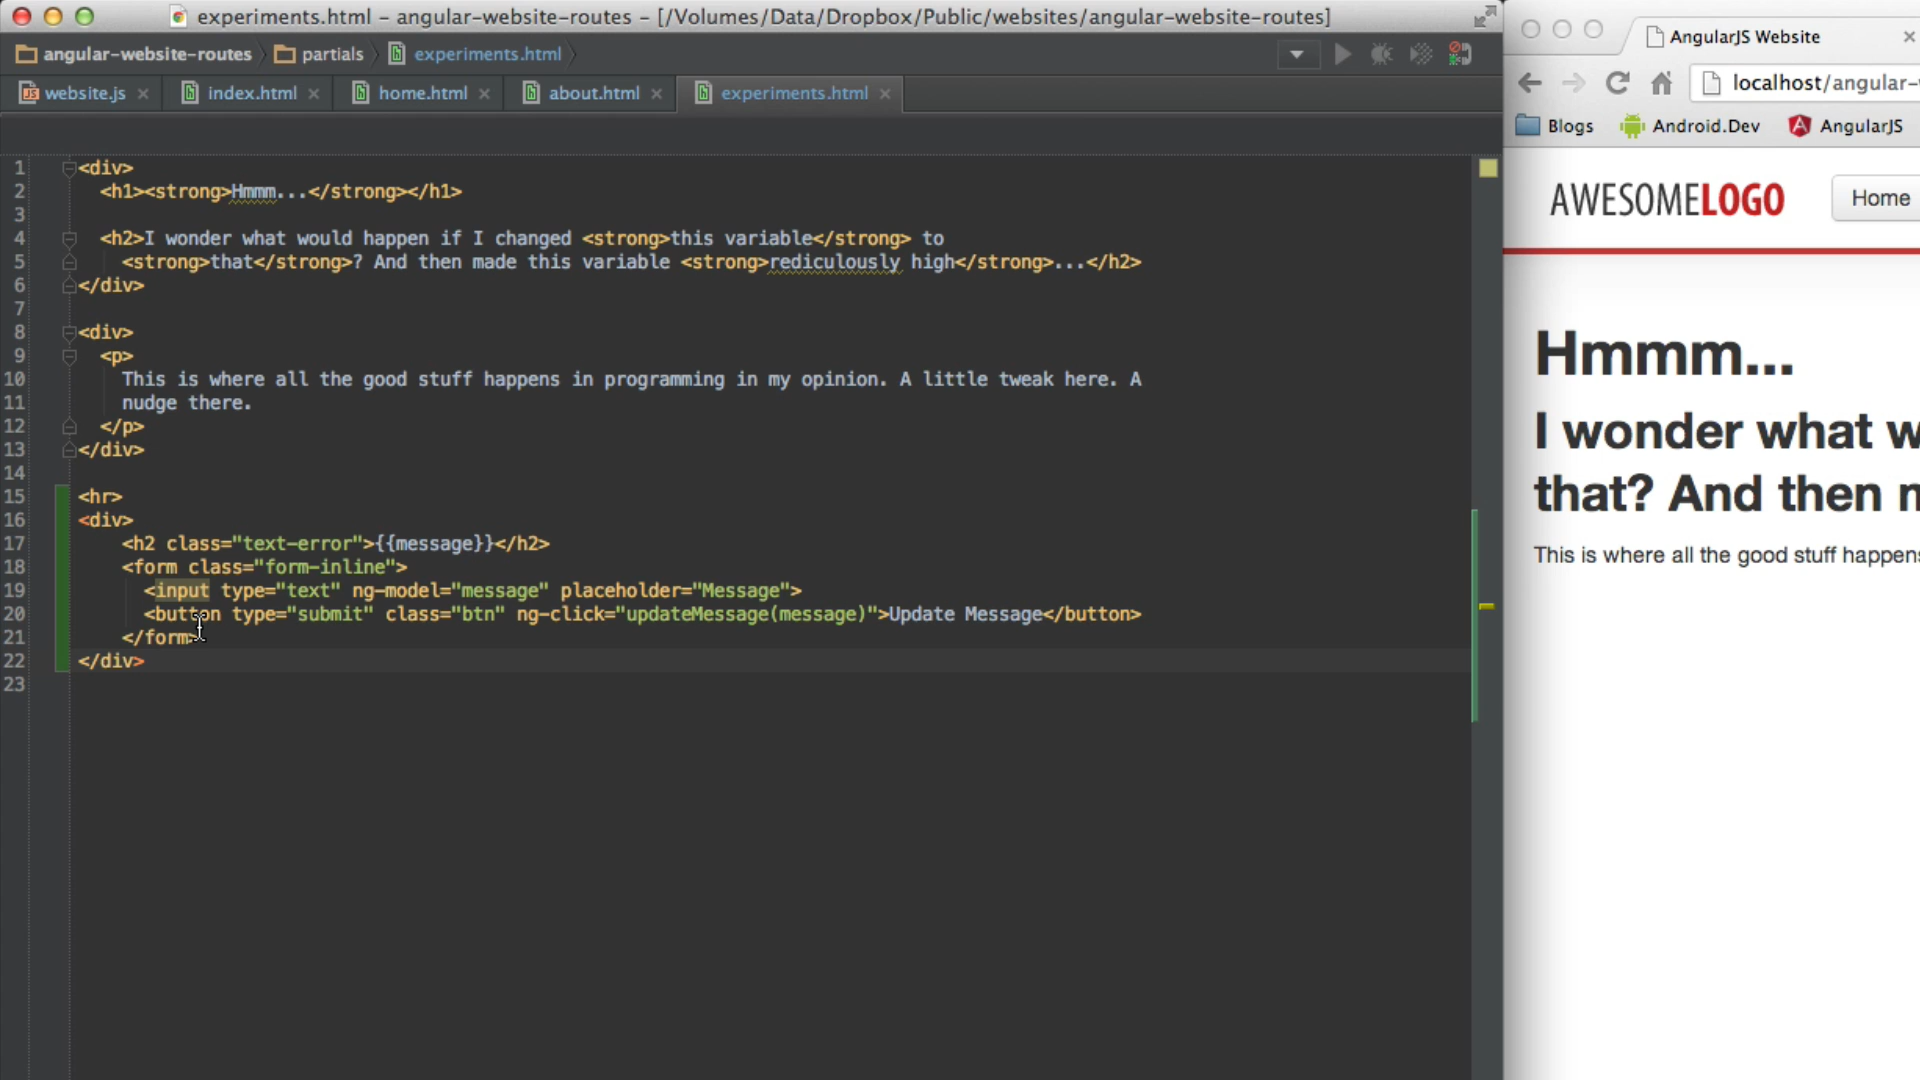 experiments.html - angular-website-routes - [/Volumes/Data/Dropbox/Public/websites/angular-website-routes]
angular-website-routes partials experiments.html
website.js index.html home.html about.html experiments.html
1 <div>
2 <h1><strong>Hmmm...</strong></h1>
3
4 <h2>I wonder what would happen if I changed <strong>this variable</strong> to
5 <strong>that</strong>? And then made this variable <strong>rediculously high</strong>...</h2>
6 </div>
7
8 <div>
9 <p>
10 This is where all the good stuff happens in programming in my opinion. A little tweak here. A
11 nudge there.
12 </p>
13 </div>
14
15 <hr>
16 <div>
17 <h2 class="text-error">{{message}}</h2>
18 <form class="form-inline">
19 <input type="text" ng-model="message" placeholder="Message">
20 <button type="submit" class="btn" ng-click="updateMessage(message)">Update Message</button>
21 </form>
22 </div>
23
AngularJS Website
localhost/angular-
Blogs Android.Dev AngularJS
AWESOMELOGO Home
Hmmm...
I wonder what w
that? And then m
This is where all the good stuff happens